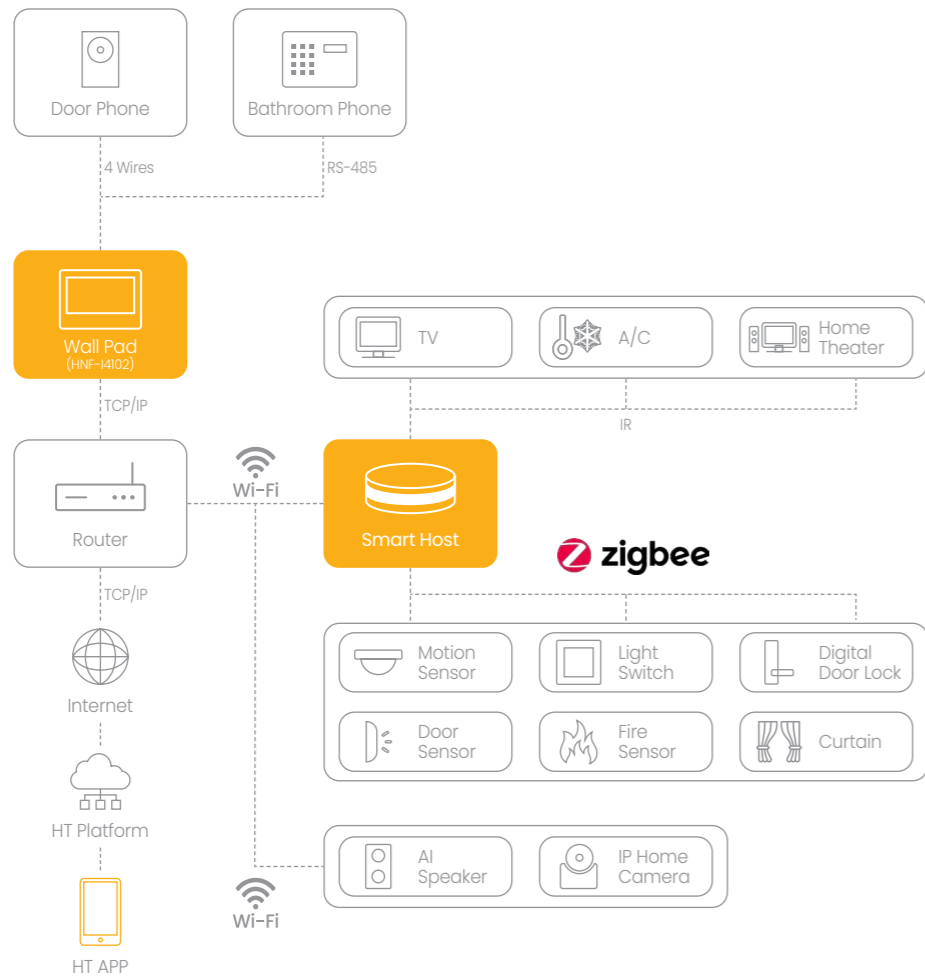 Door Phone
Bathroom Phone
4 Wires
RS-485
Wall Pad
(HNF-I4102)
TV
A/C
Home
Theater
TCP/IP
IR
Wi-Fi
Router
Smart Host
zigbee
TCP/IP
Internet
Motion
Sensor
Light
Switch
Digital
Door Lock
Door
Sensor
Fire
Sensor
Curtain
HT Platform
AI
Speaker
IP Home
Camera
Wi-Fi
HT APP